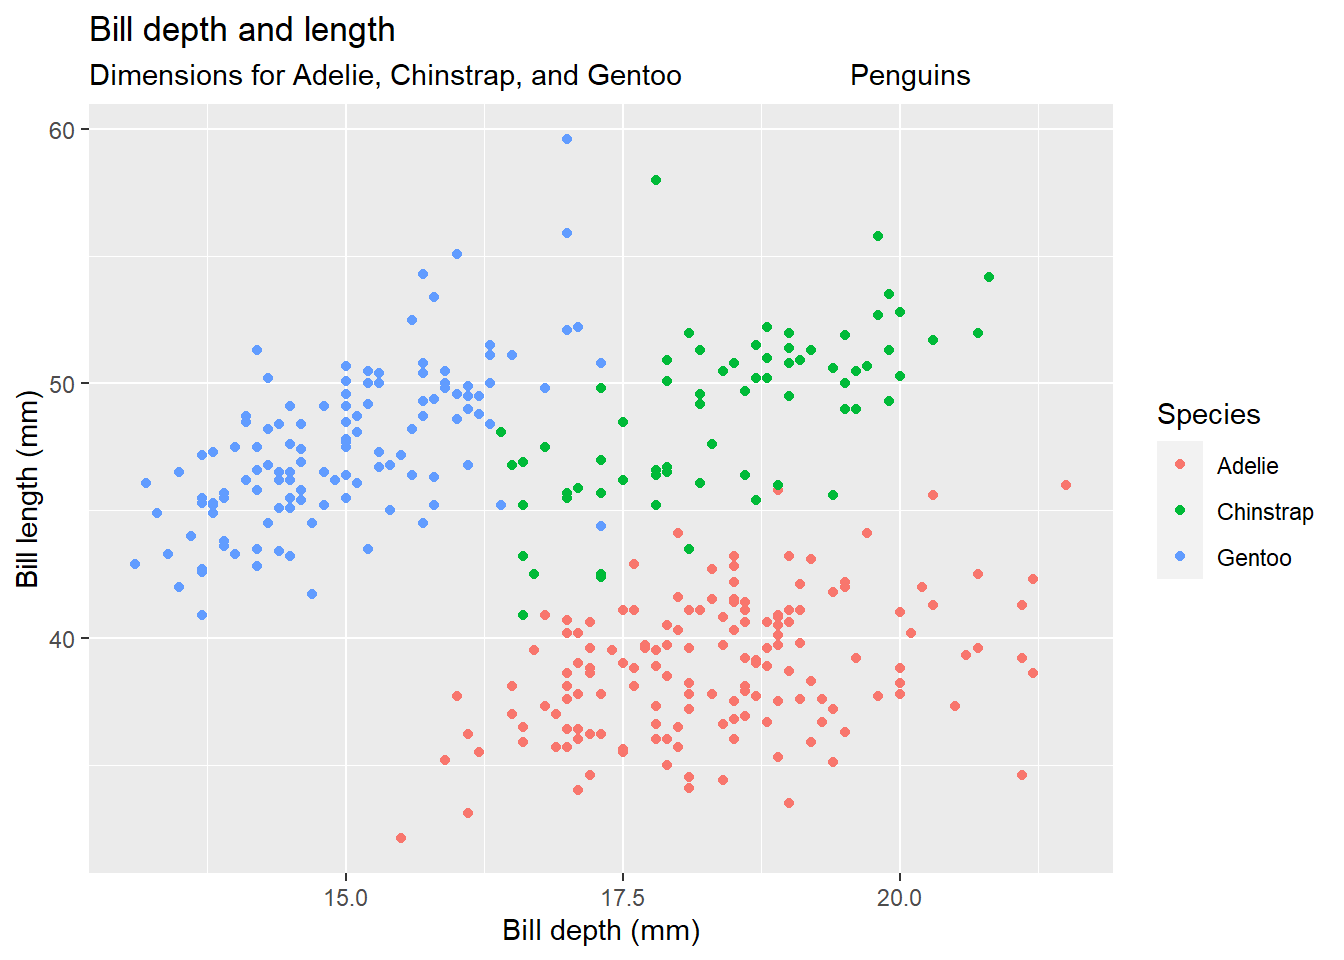 Bill depth and length
Dimensions for Adelie, Chinstrap, and Gentoo Penguins
60
50
40
Bill length (mm)
15.0 17.5 20.0
Bill depth (mm)
Species
Adelie
Chinstrap
Gentoo